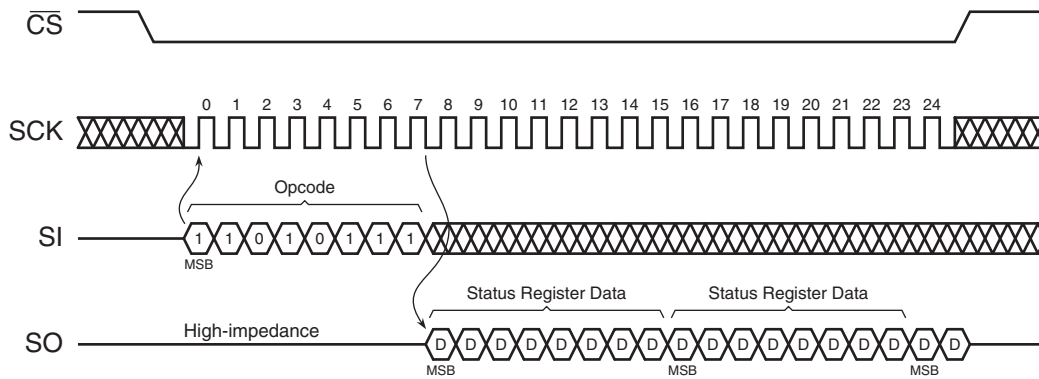 CS
0 1 2 3 4 5 6 7 8 9 10 11 12 13 14 15 16 17 18 19 20 21 22 23 24
SCK
Opcode
SI 1 1 0 1 0 1 1 1
MSB
Status Register Data Status Register Data
High-impedance
SO D D D D D D D D D D D D D D D D D D
MSB MSB MSB